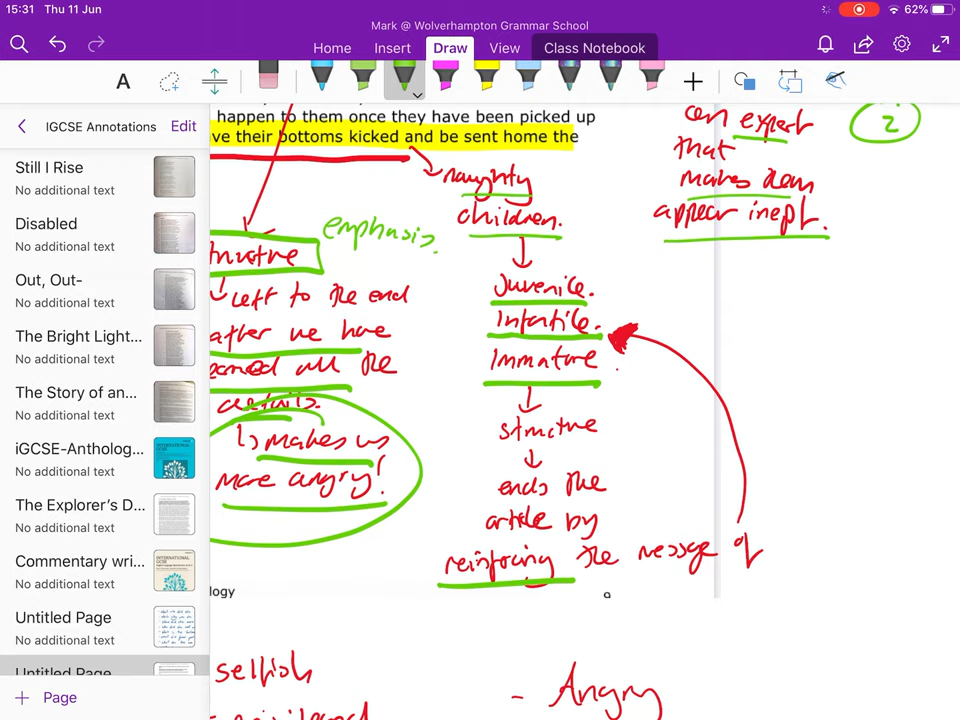 15:31 Thu 11 Jun
Mark @ Wolverhampton Grammar School
62%
Home Insert Draw View Class Notebook
A
IGCSE Annotations Edit
Still I Rise
No additional text
Disabled
No additional text
Out, Out-
No additional text
The Bright Light...
No additional text
The Story of an...
No additional text
iGCSE-Antholog...
No additional text
The Explorer's D...
No additional text
Commentary wri...
No additional text
Untitled Page
No additional text
Untitled Page
+ Page
happen to them once they have been picked up
ve their bottoms kicked and be sent home the
naughty
children.
↓
Juvenile.
Infantile.
Immature
↓
structure
↓
ends the
article by
reinforcing the message of
emphasis.
left to the end
after we have
all the
details.
↳ makes us
more angry!
can expert
that
makes them
appear inept.
2
ology
9
selfish
- Angry